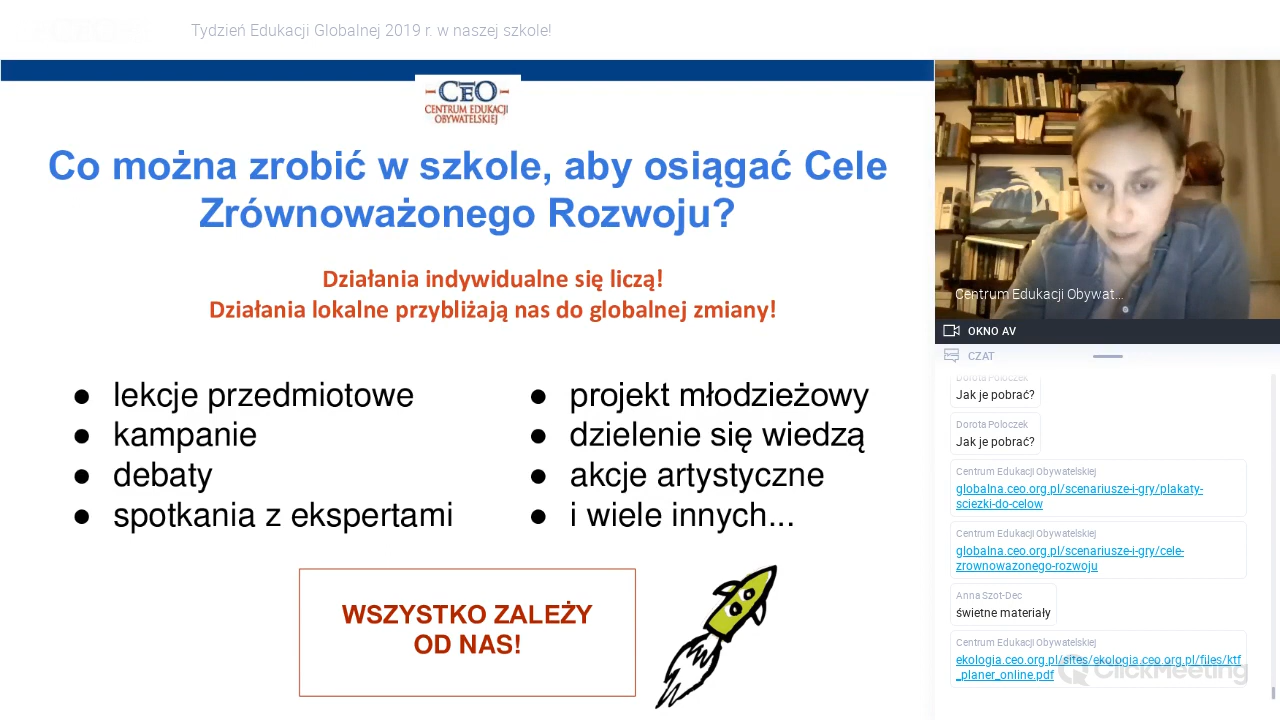 Tydzień Edukacji Globalnej 2019 r. w naszej szkole!
CEO
CENTRUM EDUKACJI
OBYWATELSKIEJ
Co można zrobić w szkole, aby osiągać Cele
Zrównoważonego Rozwoju?
Działania indywidualne się liczą!
Działania lokalne przybliżają nas do globalnej zmiany!
● lekcje przedmiotowe
● kampanie
● debaty
● spotkania z ekspertami
● projekt młodzieżowy
● dzielenie się wiedzą
● akcje artystyczne
● i wiele innych...
WSZYSTKO ZALEŻY
OD NAS!
Centrum Edukacji Obywat...
OKNO AV
CZAT
Dorota Poloczek
Jak je pobrać?
Dorota Poloczek
Jak je pobrać?
Centrum Edukacji Obywatelskiej
globalna.ceo.org.pl/scenariusze-i-gry/plakaty-
sciezki-do-celow
Centrum Edukacji Obywatelskiej
globalna.ceo.org.pl/scenariusze-i-gry/cele-
zrownowazonego-rozwoju
Anna Szot-Dec
świetne materiały
Centrum Edukacji Obywatelskiej
ekologia.ceo.org.pl/sites/ekologia.ceo.org.pl/files/ktf
_planer_online.pdf
ClickMeeting